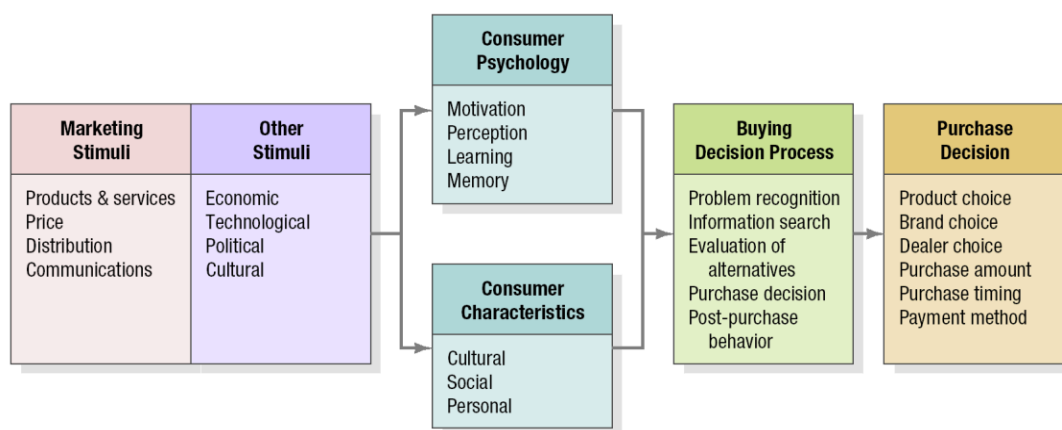 Marketing
Stimuli
Products & services
Price
Distribution
Communications
Other
Stimuli
Economic
Technological
Political
Cultural
Consumer
Psychology
Motivation
Perception
Learning
Memory
Consumer
Characteristics
Cultural
Social
Personal
Buying
Decision Process
Problem recognition
Information search
Evaluation of
alternatives
Purchase decision
Post-purchase
behavior
Purchase
Decision
Product choice
Brand choice
Dealer choice
Purchase amount
Purchase timing
Payment method